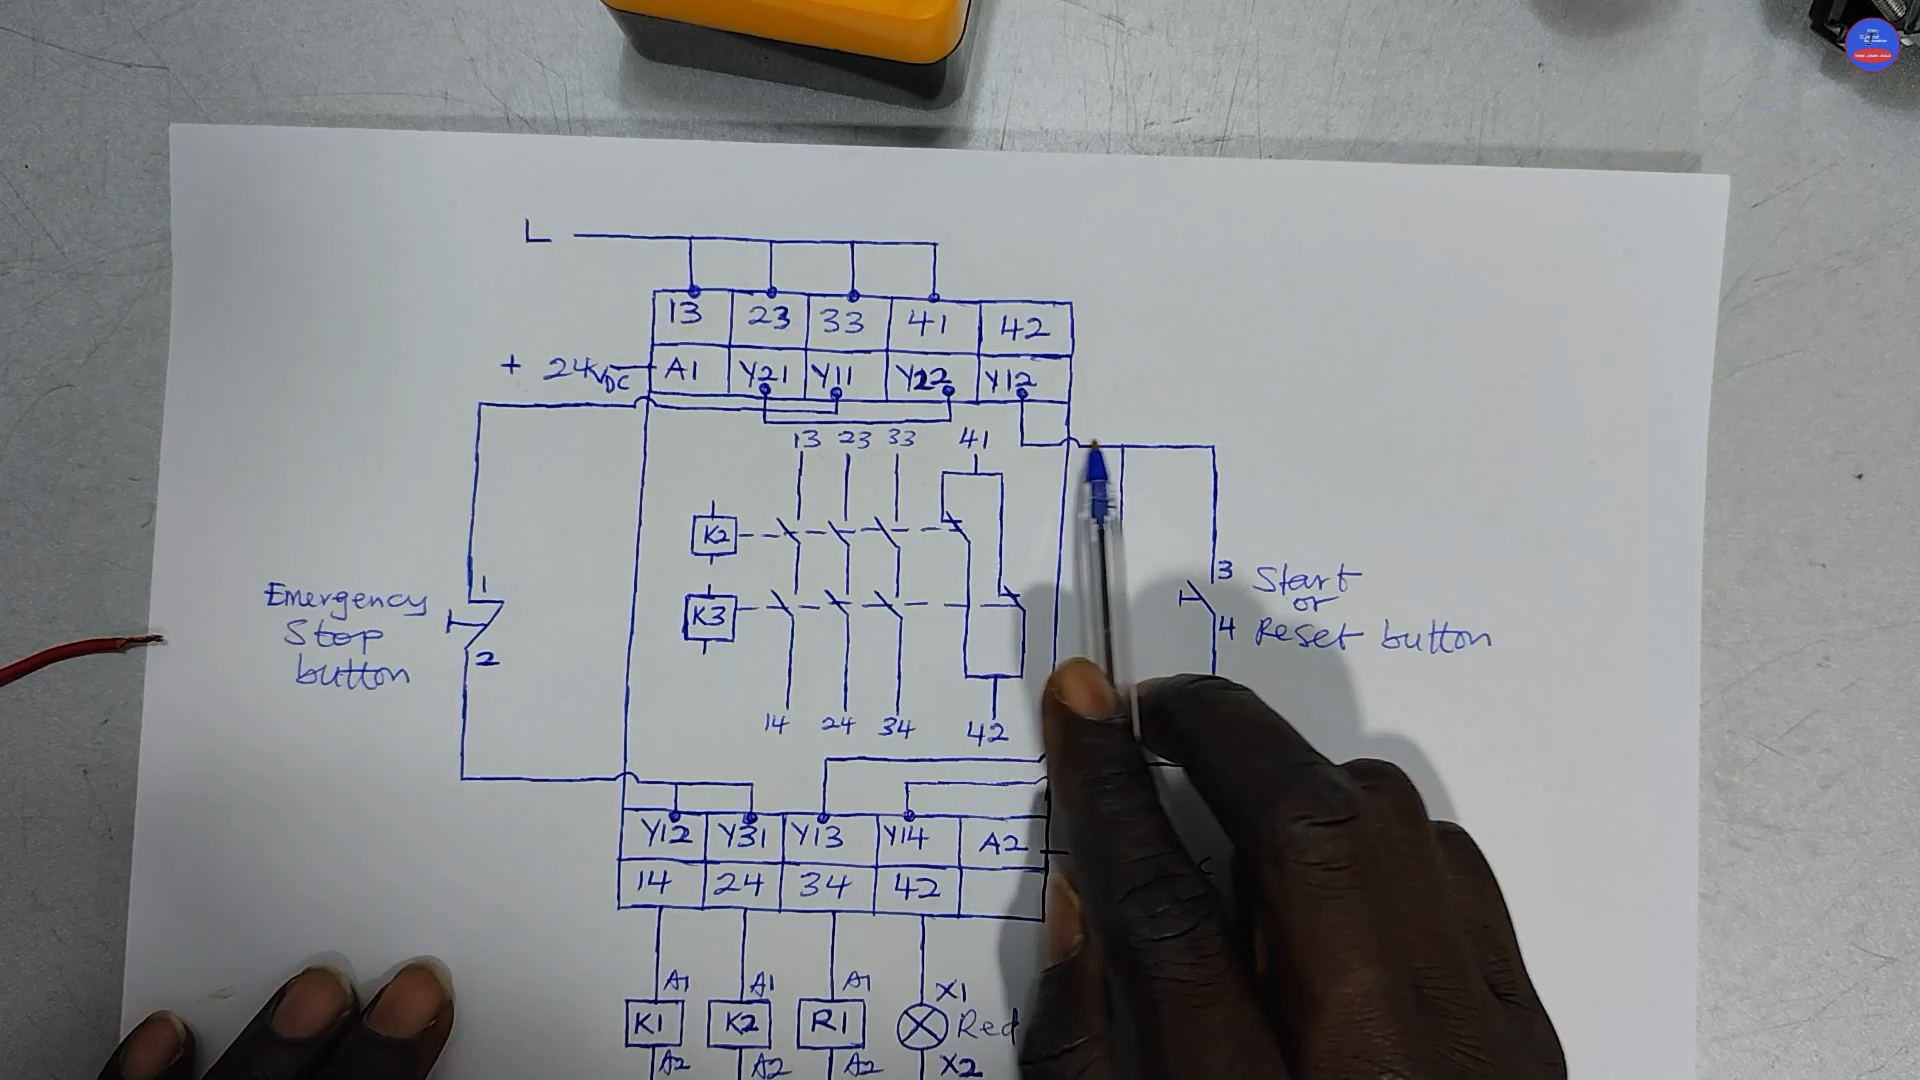 L
13 23 33 41 42
+ 24VDC A1 Y21 Y11 Y22 Y12
13 23 33 41
K2
K3
1
Emergency
Stop
button
2
3 Start
or
4 Reset button
14 24 34 42
Y12 Y31 Y13 Y14 A2
14 24 34 42
A1 A1 A1 X1
K1 K2 R1 Red
A2 A2 A2 X2